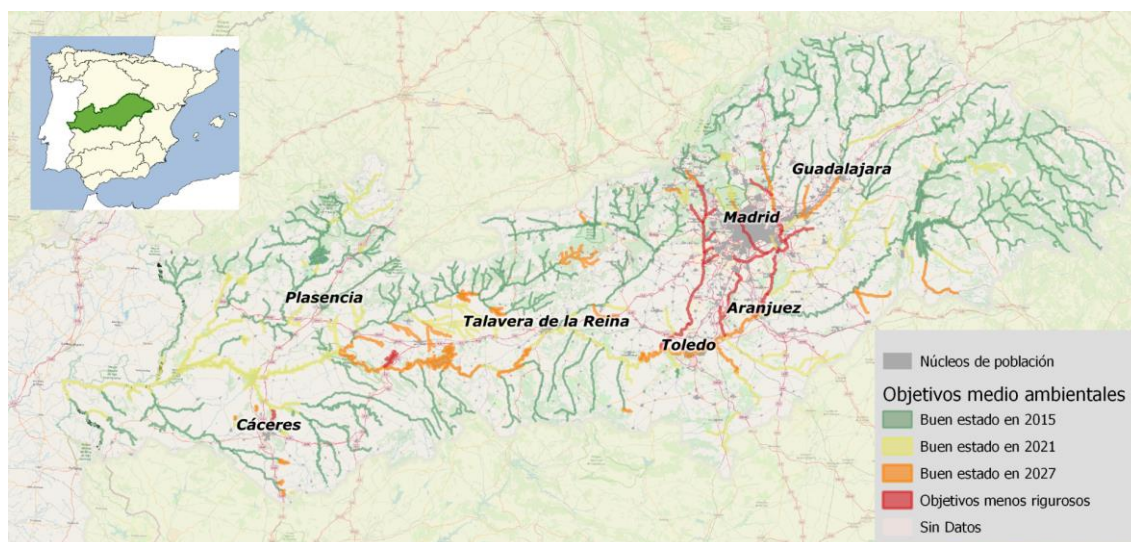 Guadalajara
Madrid
Plasencia
Talavera de la Reina
Aranjuez
Toledo
Cáceres
Núcleos de población
Objetivos medio ambientales
Buen estado en 2015
Buen estado en 2021
Buen estado en 2027
Objetivos menos rigurosos
Sin Datos